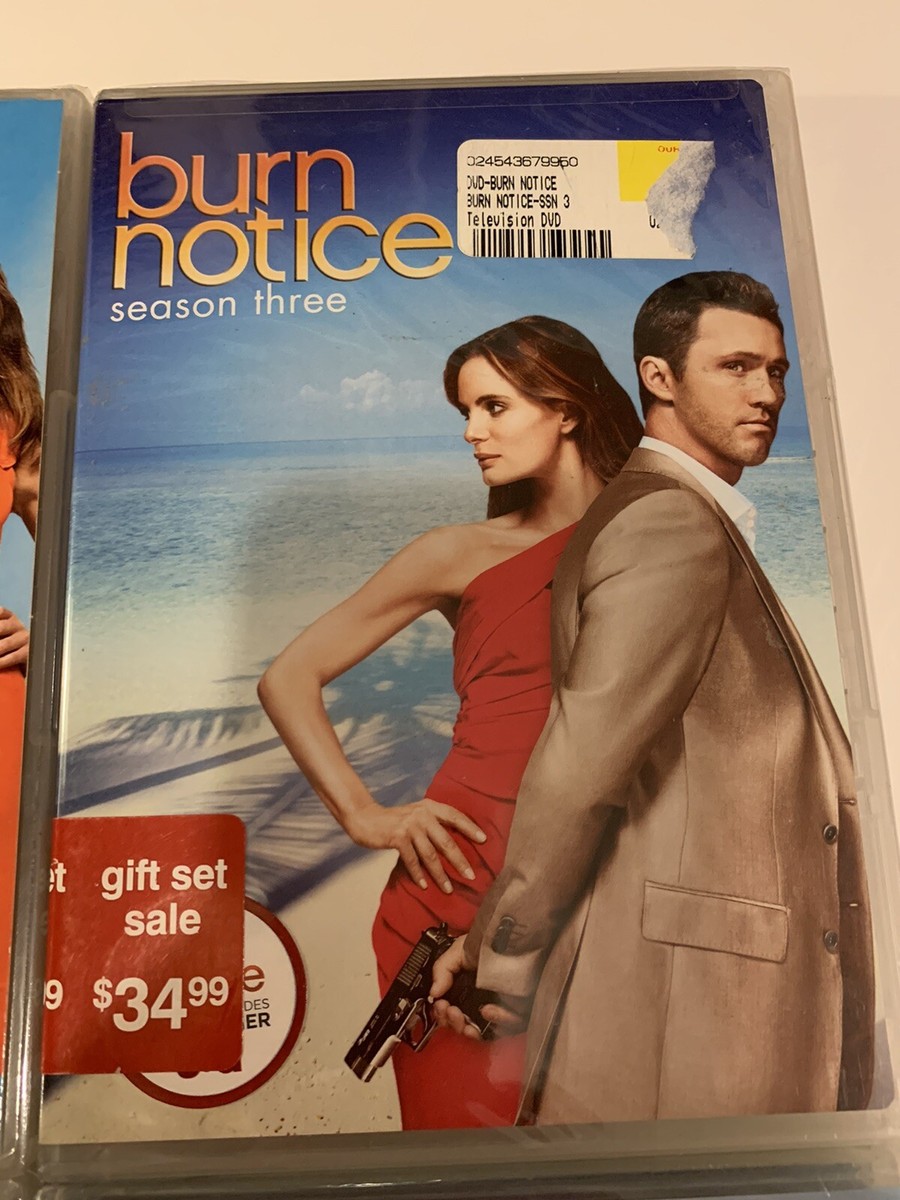 burn
notice
season three
024543679960
DVD-BURN NOTICE
BURN NOTICE-SSN 3
Television DVD
gift set
sale
$34.99